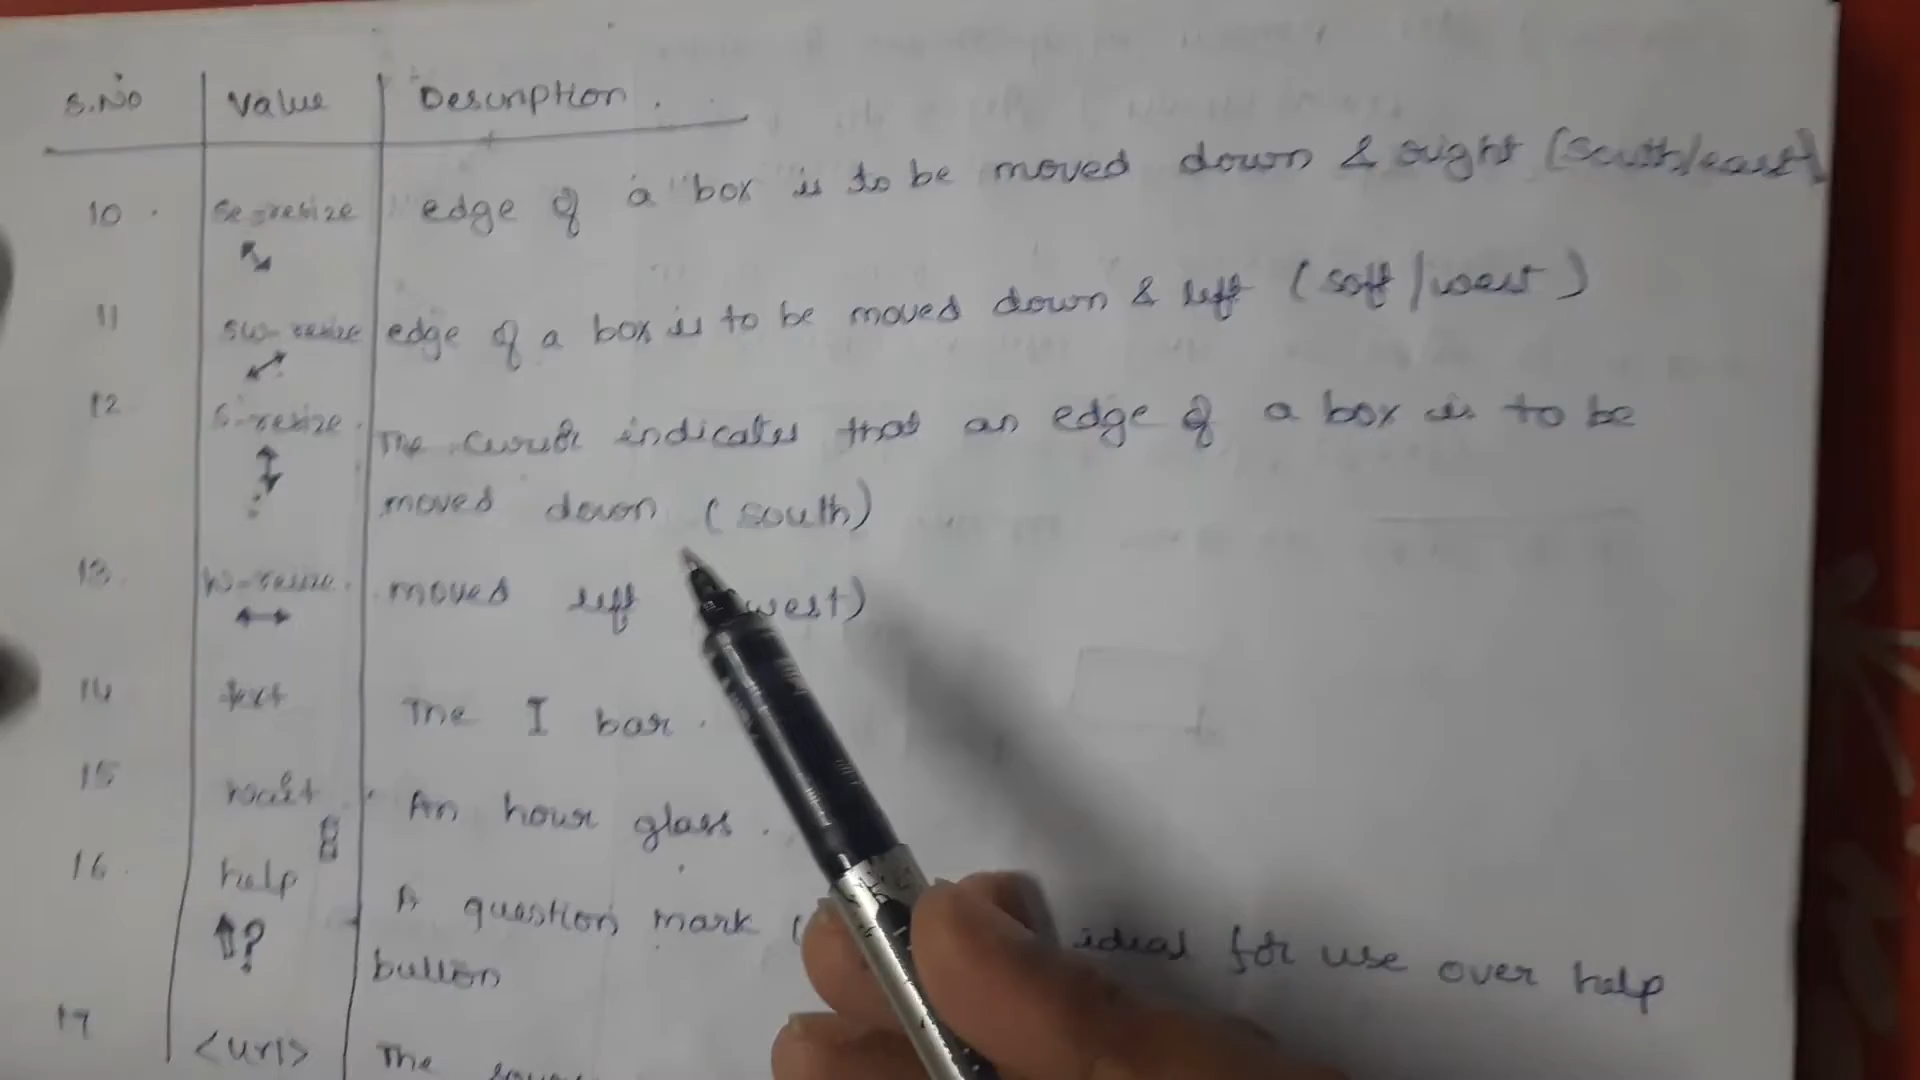 S.No Value Description.
10. se-resize edge of a box is to be moved down & right (south/east)
11 sw-resize edge of a box is to be moved down & left (soft/west)
12 s-resize. The cursor indicates that an edge of a box is to be
moved down (south)
13. w-resize. moved left west)
14 text The I bar.
15 wait An hour glass.
16. help A question mark ( ideal for use over help
button
17 <url> The